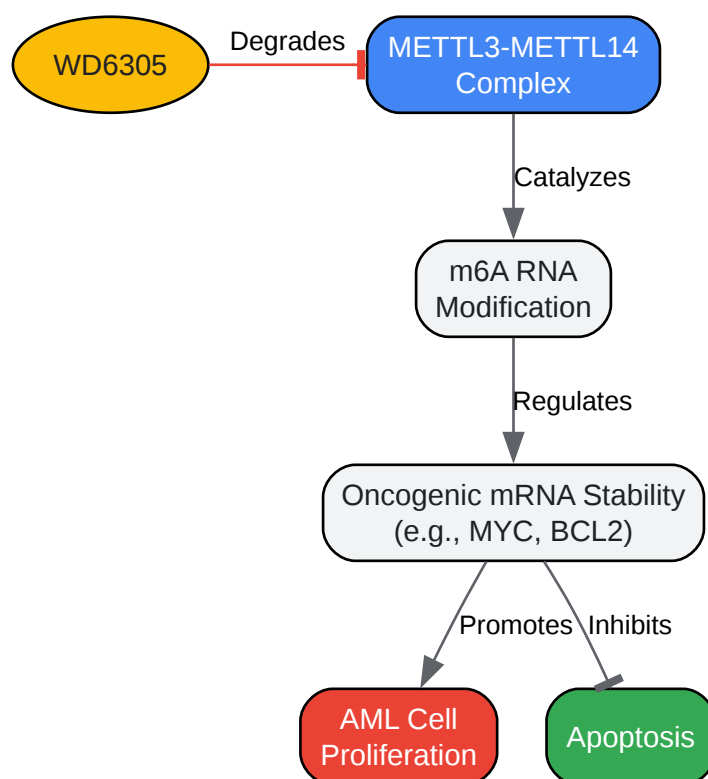 WD6305
Degrades
METTL3-METTL14
Complex
Catalyzes
m6A RNA
Modification
Regulates
Oncogenic mRNA Stability
(e.g., MYC, BCL2)
Promotes
Inhibits
AML Cell
Proliferation
Apoptosis